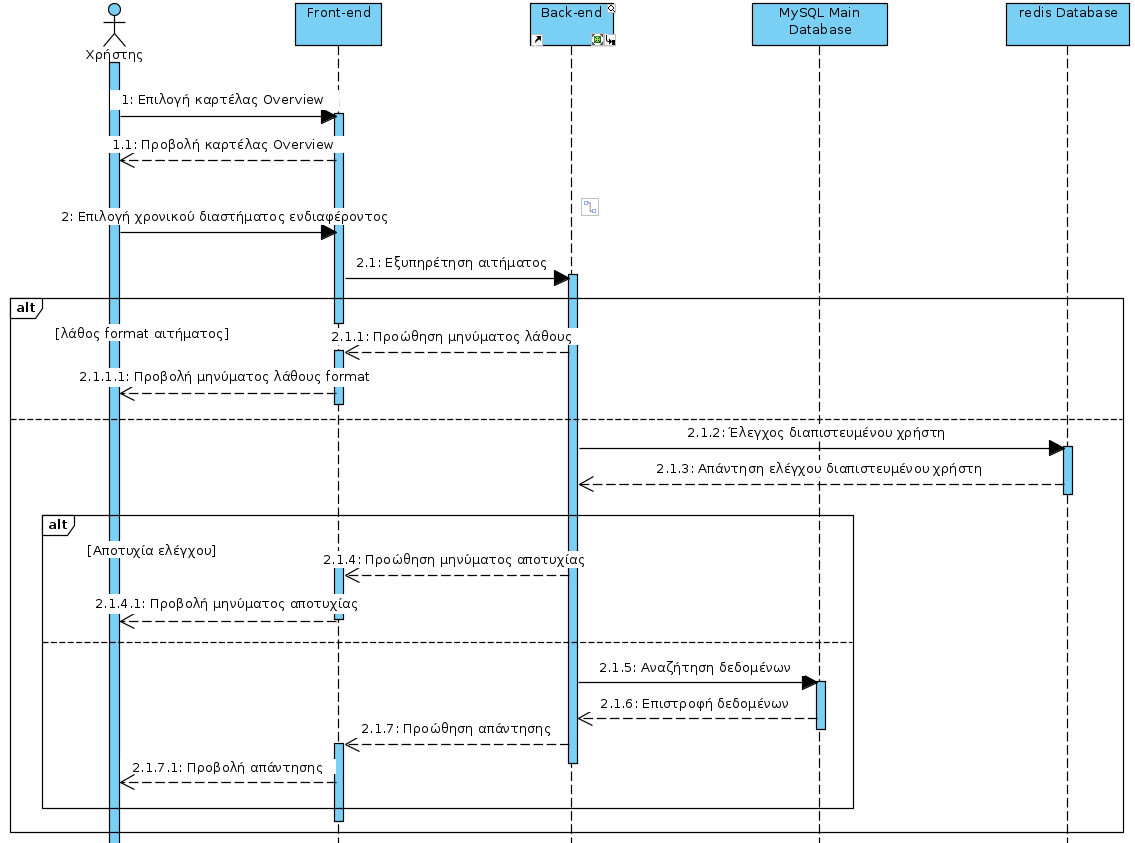 Front-end
Back-end
MySQL Main
Database
redis Database
Χρήστης
1: Επιλογή καρτέλας Overview
1.1: Προβολή καρτέλας Overview
2: Επιλογή χρονικού διαστήματος ενδιαφέροντος
2.1: Εξυπηρέτηση αιτήματος
alt
[λάθος format αιτήματος]
2.1.1: Προώθηση μηνύματος λάθους
2.1.1.1: Προβολή μηνύματος λάθους format
2.1.2: Έλεγχος διαπιστευμένου χρήστη
2.1.3: Απάντηση ελέγχου διαπιστευμένου χρήστη
alt
[Αποτυχία ελέγχου]
2.1.4: Προώθηση μηνύματος αποτυχίας
2.1.4.1: Προβολή μηνύματος αποτυχίας
2.1.5: Αναζήτηση δεδομένων
2.1.6: Επιστροφή δεδομένων
2.1.7: Προώθηση απάντησης
2.1.7.1: Προβολή απάντησης